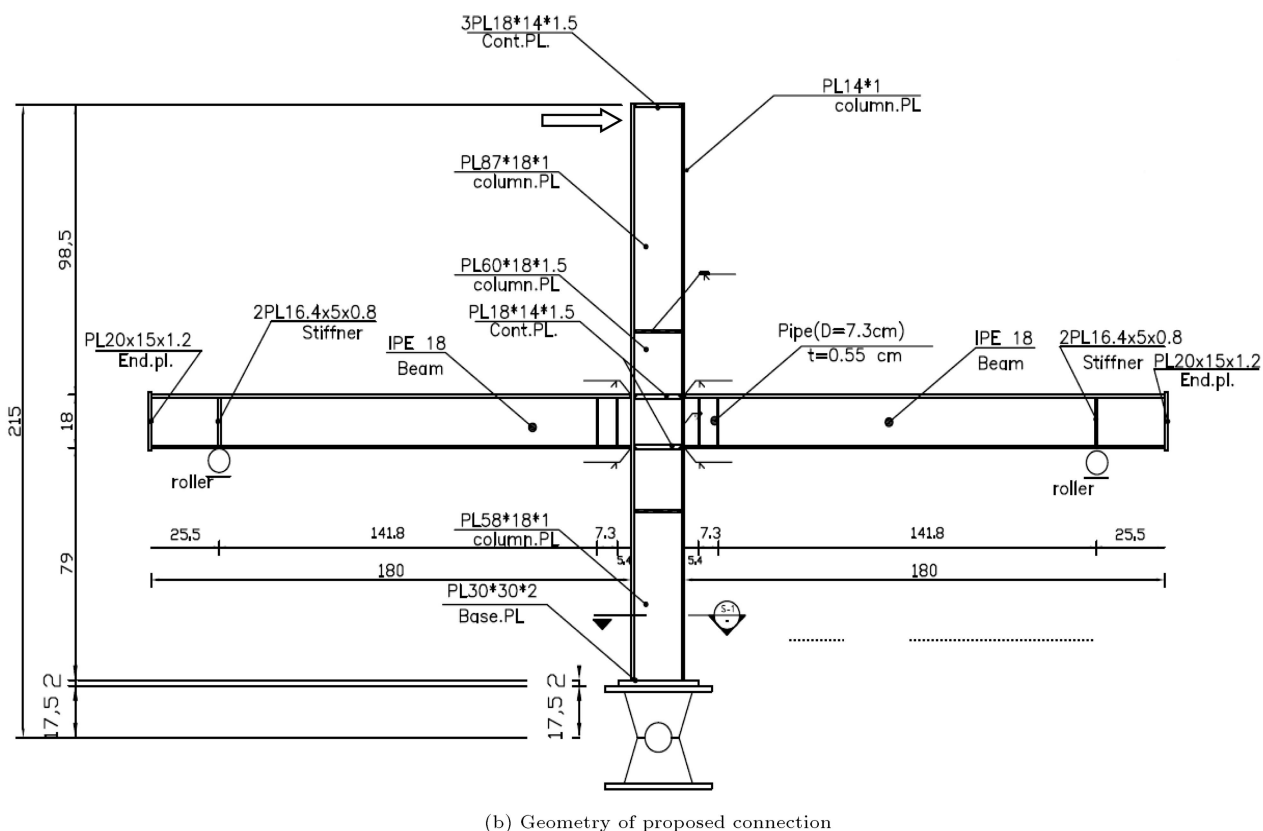 3PL18*14*1.5
Cont.PL.
PL14*1
column.PL
PL87*18*1
column.PL
98,5
PL60*18*1.5
column.PL
PL18*14*1.5
Cont.PL.
2PL16.4x5x0.8
Stiffner
PL20x15x1.2
End.pl.
IPE 18
Beam
Pipe(D=7.3cm)
t=0.55 cm
IPE 18
Beam
2PL16.4x5x0.8
Stiffner
PL20x15x1.2
End.pl.
215
18
roller
roller
PL58*18*1
column.PL
25.5
141.8
7.3
5.4
5.4
7.3
141.8
25.5
79
180
180
PL30*30*2
Base.PL
S-1
-
2
2
17,5
17,5
(b) Geometry of proposed connection